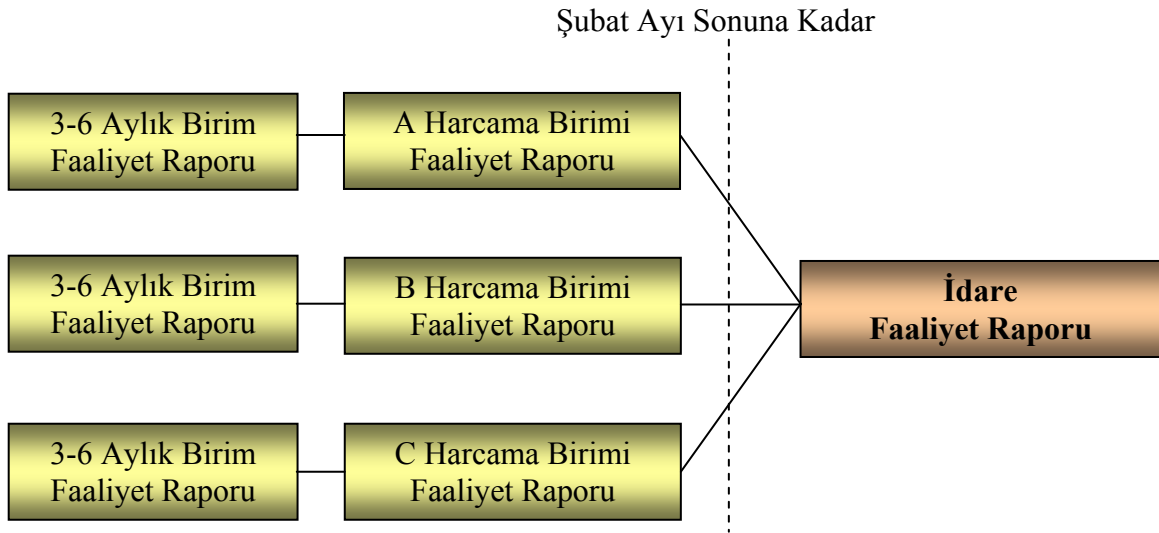 Şubat Ayı Sonuna Kadar
3-6 Aylık Birim
Faaliyet Raporu
A Harcama Birimi
Faaliyet Raporu
3-6 Aylık Birim
Faaliyet Raporu
B Harcama Birimi
Faaliyet Raporu
İdare
Faaliyet Raporu
3-6 Aylık Birim
Faaliyet Raporu
C Harcama Birimi
Faaliyet Raporu